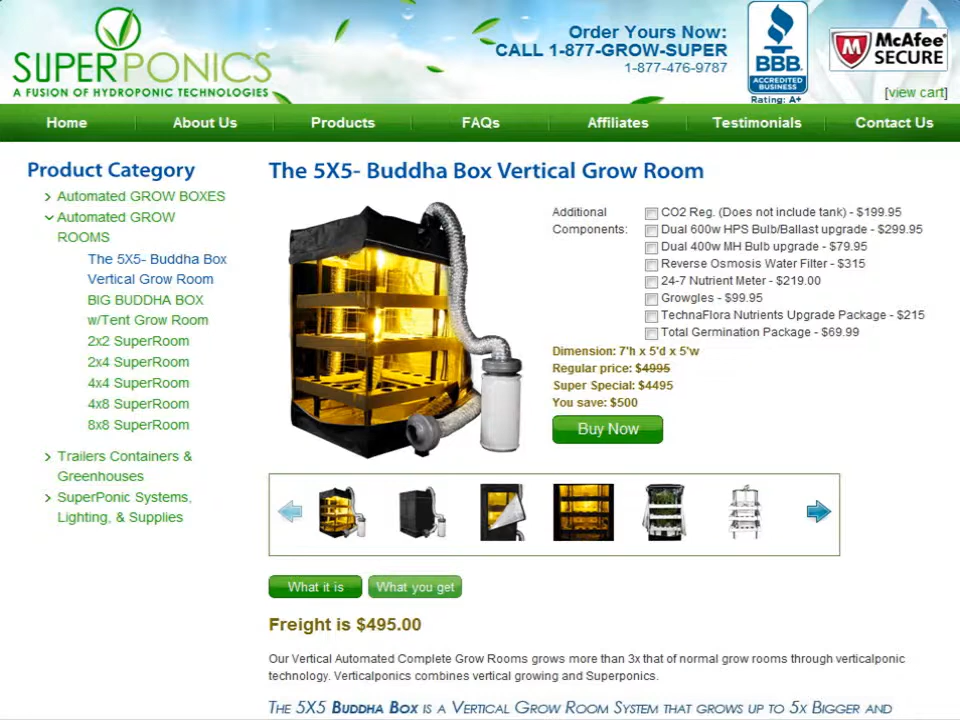 SUPERPONICS
A FUSION OF HYDROPONIC TECHNOLOGIES
Order Yours Now:
CALL 1-877-GROW-SUPER
1-877-476-9787
BBB.
ACCREDITED
BUSINESS
Rating: A+
McAfee®
SECURE
[view cart]
Home
About Us
Products
FAQs
Affiliates
Testimonials
Contact Us
Product Category
Automated GROW BOXES
Automated GROW
ROOMS
The 5X5- Buddha Box
Vertical Grow Room
BIG BUDDHA BOX
w/Tent Grow Room
2x2 SuperRoom
2x4 SuperRoom
4x4 SuperRoom
4x8 SuperRoom
8x8 SuperRoom
Trailers Containers &
Greenhouses
SuperPonic Systems,
Lighting, & Supplies
The 5X5- Buddha Box Vertical Grow Room
Additional
Components:
CO2 Reg. (Does not include tank) - $199.95
Dual 600w HPS Bulb/Ballast upgrade - $299.95
Dual 400w MH Bulb upgrade - $79.95
Reverse Osmosis Water Filter - $315
24-7 Nutrient Meter - $219.00
Growgles - $99.95
TechnaFlora Nutrients Upgrade Package - $215
Total Germination Package - $69.99
Dimension: 7'h x 5'd x 5'w
Regular price: $4995
Super Special: $4495
You save: $500
Buy Now
What it is
What you get
Freight is $495.00
Our Vertical Automated Complete Grow Rooms grows more than 3x that of normal grow rooms through verticalponic
technology. Verticalponics combines vertical growing and Superponics.
The 5X5 Buddha Box is a Vertical Grow Room System that grows up to 5x Bigger and